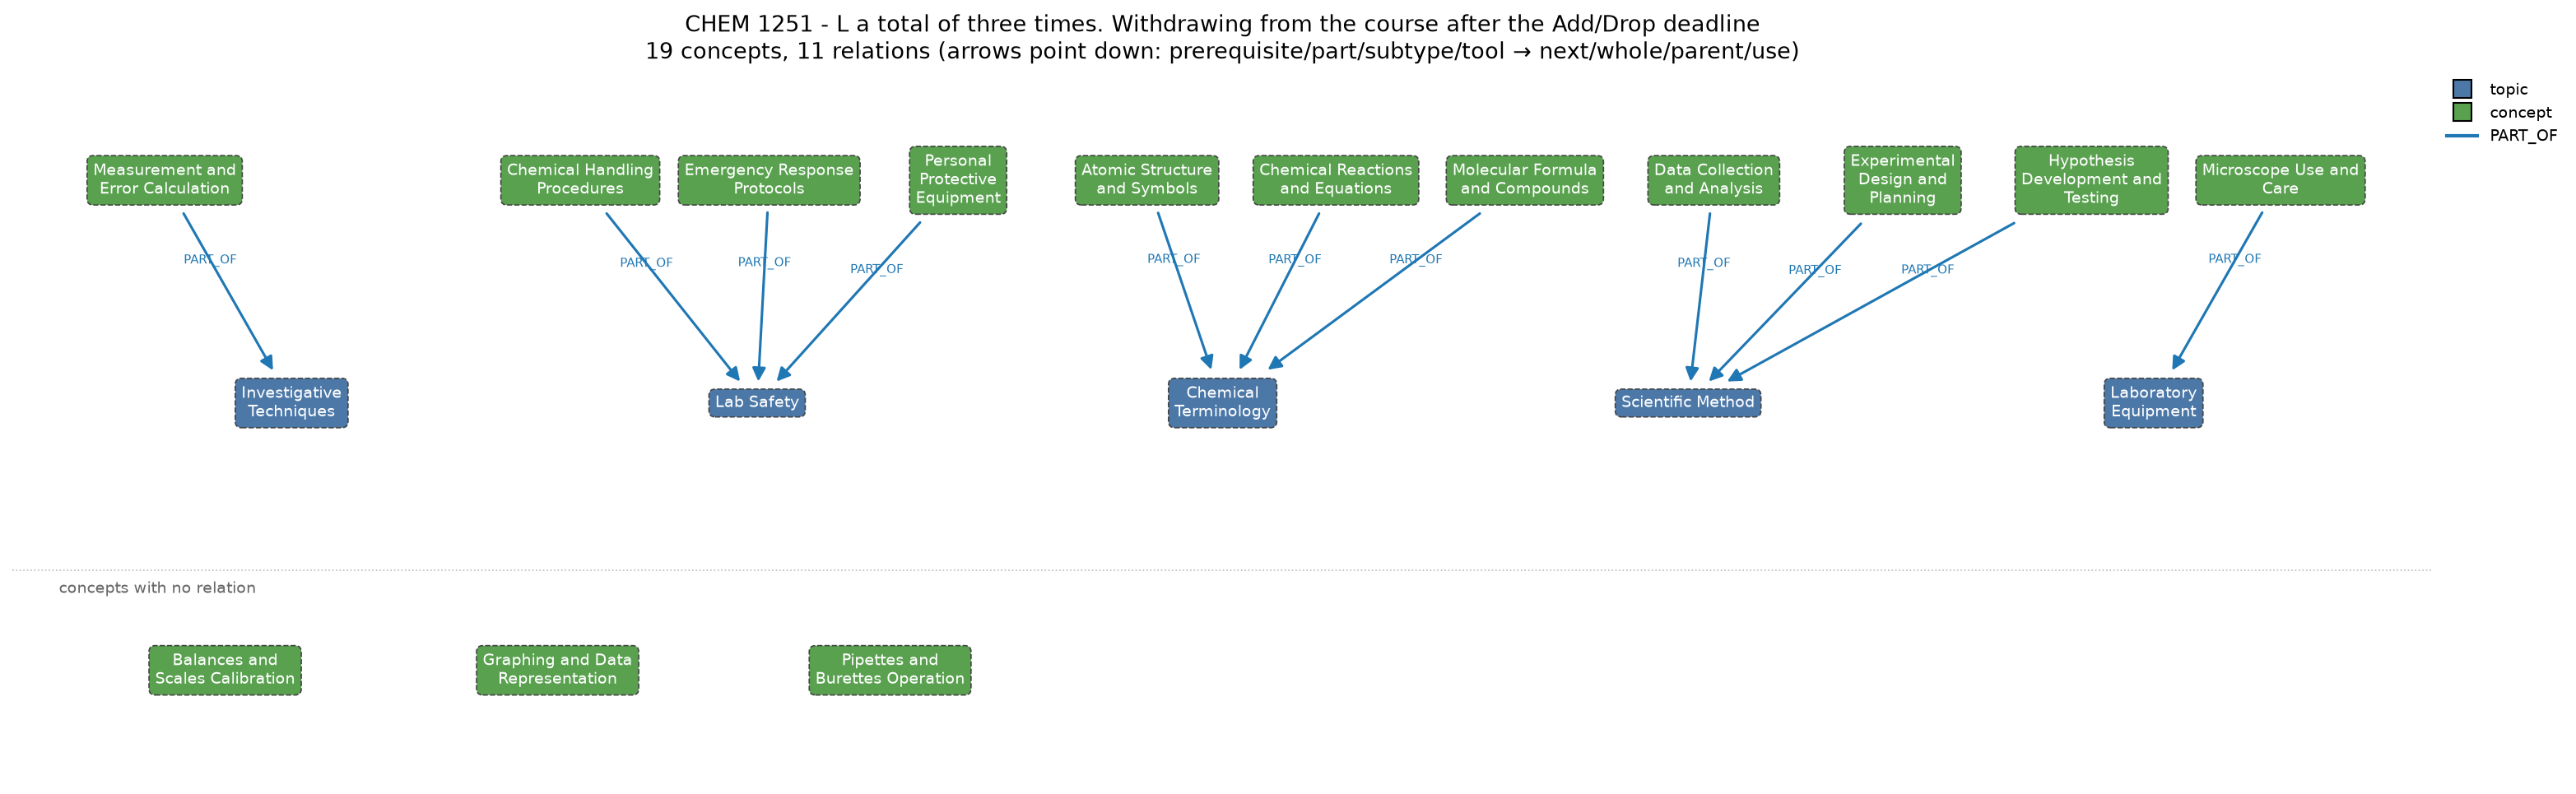 CHEM 1251 - L a total of three times. Withdrawing from the course after the Add/Drop deadline
19 concepts, 11 relations (arrows point down: prerequisite/part/subtype/tool → next/whole/parent/use)
topic
concept
PART_OF
Measurement and
Error Calculation
Chemical Handling
Procedures
Emergency Response
Protocols
Personal
Protective
Equipment
Atomic Structure
and Symbols
Chemical Reactions
and Equations
Molecular Formula
and Compounds
Data Collection
and Analysis
Experimental
Design and
Planning
Hypothesis
Development and
Testing
Microscope Use and
Care
PART_OF
PART_OF
PART_OF
PART_OF
PART_OF
PART_OF
PART_OF
PART_OF
PART_OF
PART_OF
PART_OF
Investigative
Techniques
Lab Safety
Chemical
Terminology
Scientific Method
Laboratory
Equipment
concepts with no relation
Balances and
Scales Calibration
Graphing and Data
Representation
Pipettes and
Burettes Operation